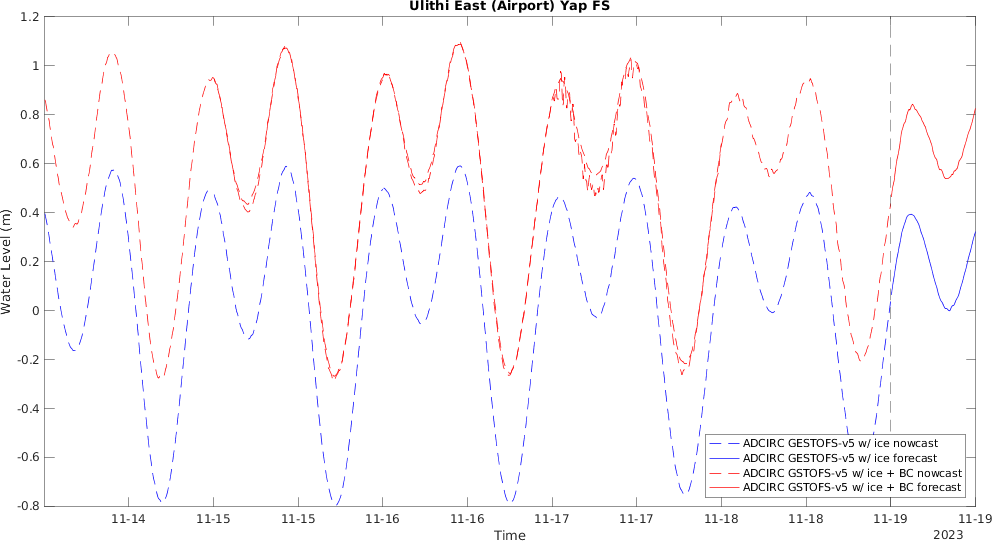 Ulithi East (Airport) Yap FS
1.2
1
0.8
0.6
0.4
0.2
0
-0.2
-0.4
-0.6
-0.8
Water Level (m)
ADCIRC GESTOFS-v5 w/ ice nowcast
ADCIRC GESTOFS-v5 w/ ice forecast
ADCIRC GSTOFS-v5 w/ ice + BC nowcast
ADCIRC GSTOFS-v5 w/ ice + BC forecast
11-14 11-15 11-15 11-16 11-16 11-17 11-17 11-18 11-18 11-19 11-19
Time
2023